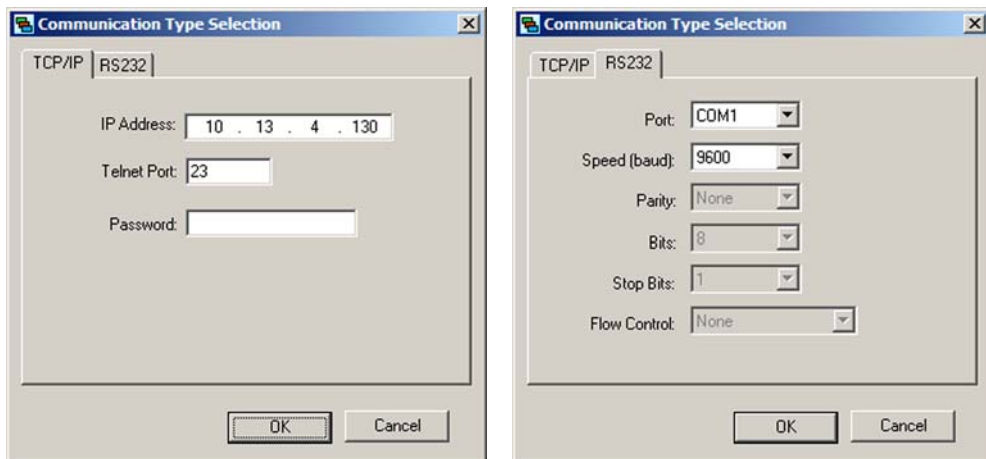 Communication Type Selection
TCP/IP RS232
IP Address: 10 . 13 . 4 . 130
Telnet Port: 23
Password:
OK Cancel
Communication Type Selection
TCP/IP RS232
Port: COM1
Speed (baud): 9600
Parity: None
Bits: 8
Stop Bits: 1
Flow Control: None
OK Cancel